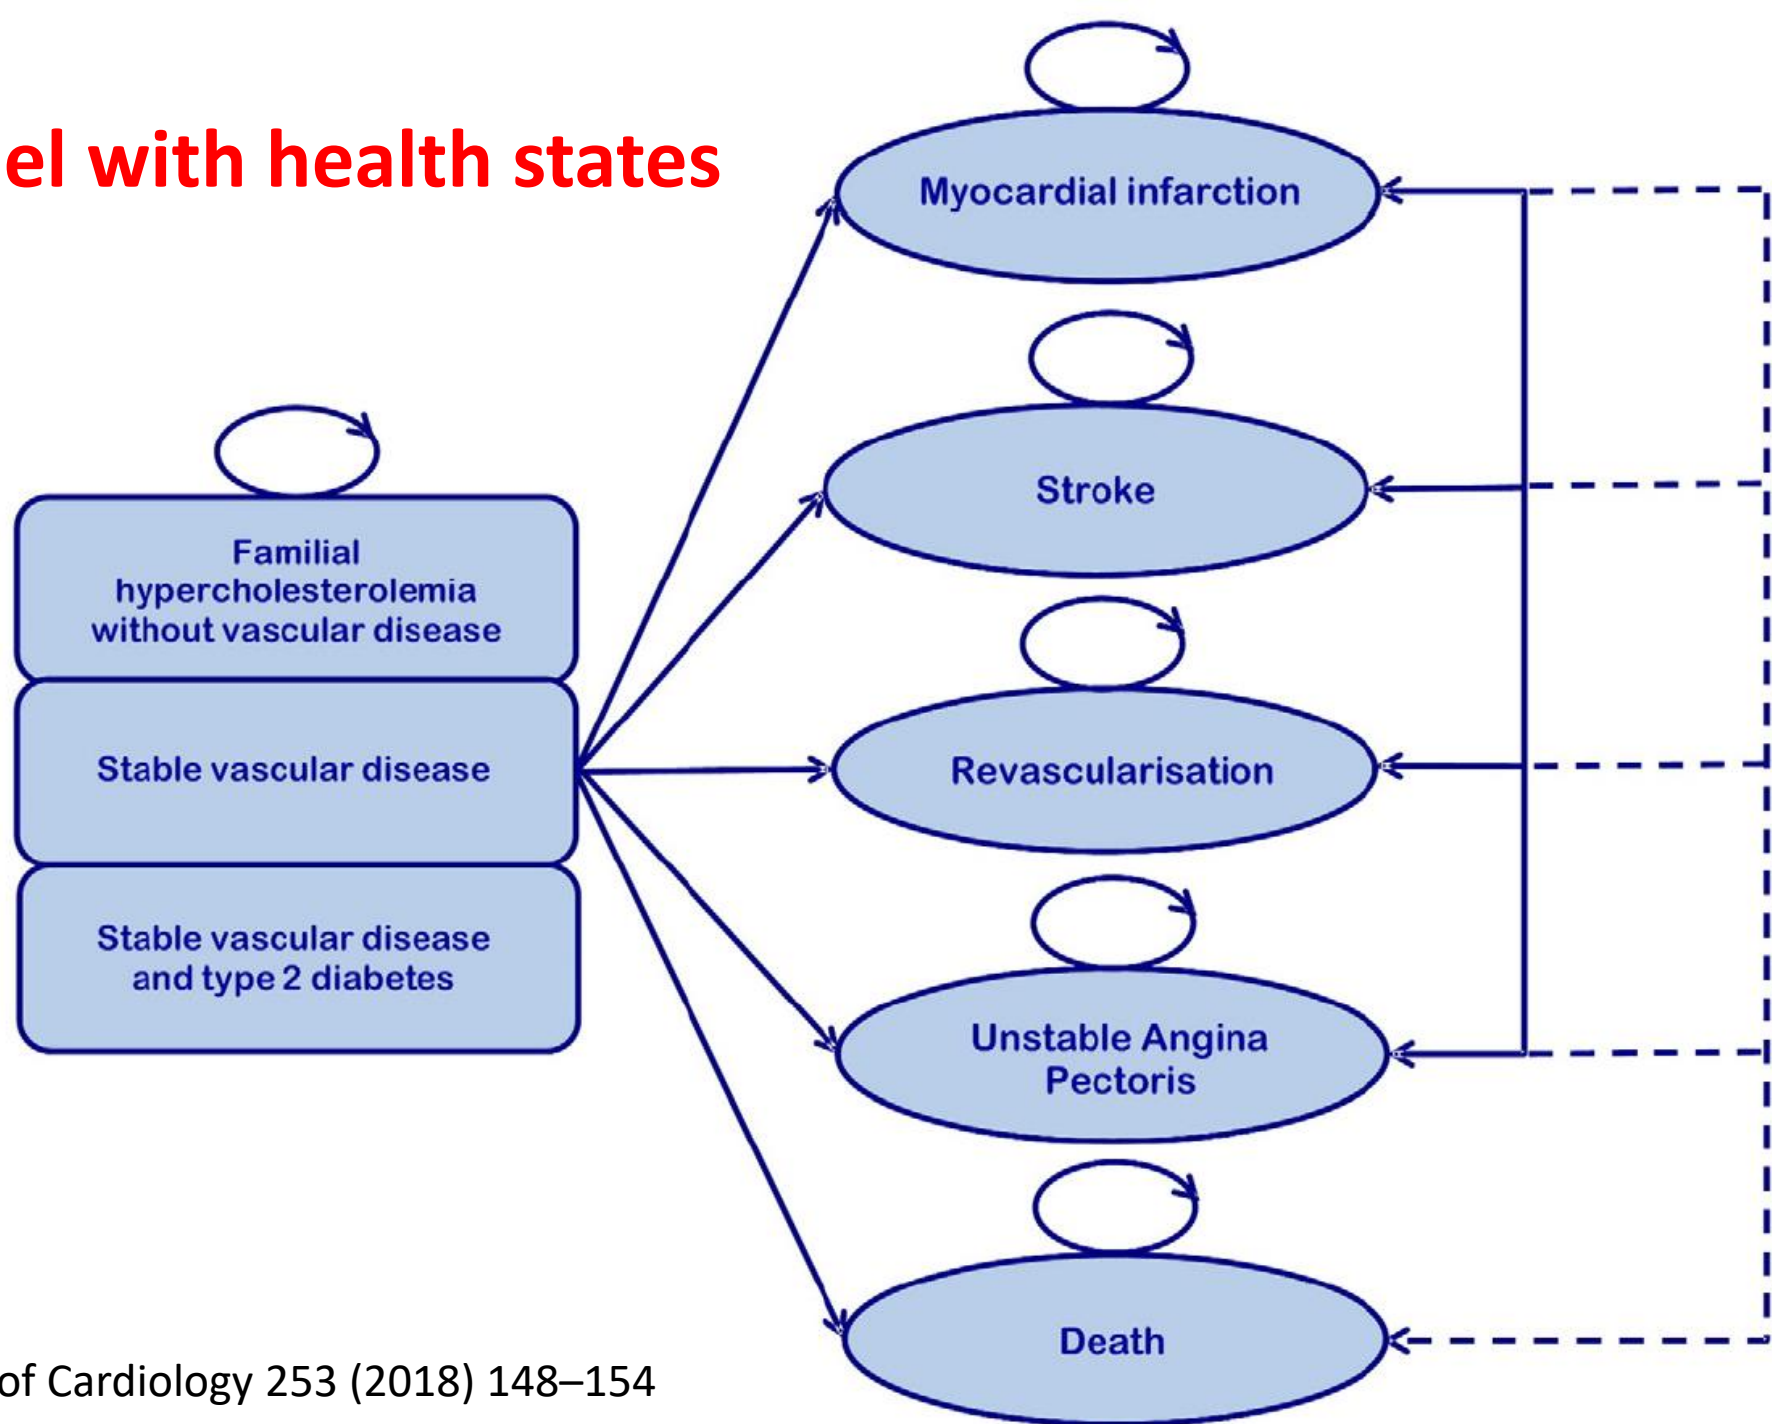 el with health states
Myocardial infarction
Stroke
Familial
hypercholesterolemia
without vascular disease
Stable vascular disease
Revascularisation
Stable vascular disease
and type 2 diabetes
Unstable Angina
Pectoris
Death
of Cardiology 253 (2018) 148–154